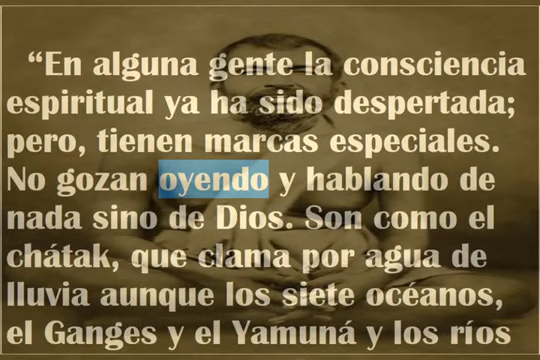 “En alguna gente la consciencia
espiritual ya ha sido despertada;
pero, tienen marcas especiales.
No gozan oyendo y hablando de
nada sino de Dios. Son como el
chátak, que clama por agua de
lluvia aunque los siete océanos,
el Ganges y el Yamuná y los ríos